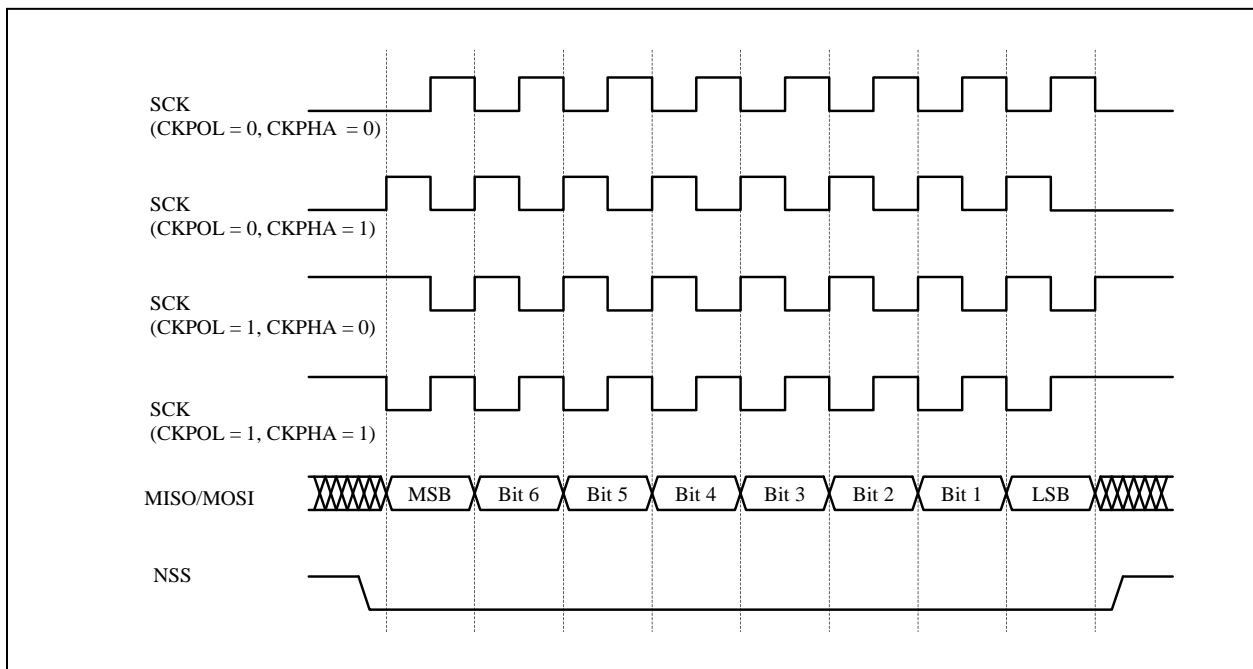 SCK
(CKPOL = 0, CKPHA = 0)
SCK
(CKPOL = 0, CKPHA = 1)
SCK
(CKPOL = 1, CKPHA = 0)
SCK
(CKPOL = 1, CKPHA = 1)
MISO/MOSI MSB Bit 6 Bit 5 Bit 4 Bit 3 Bit 2 Bit 1 LSB
NSS